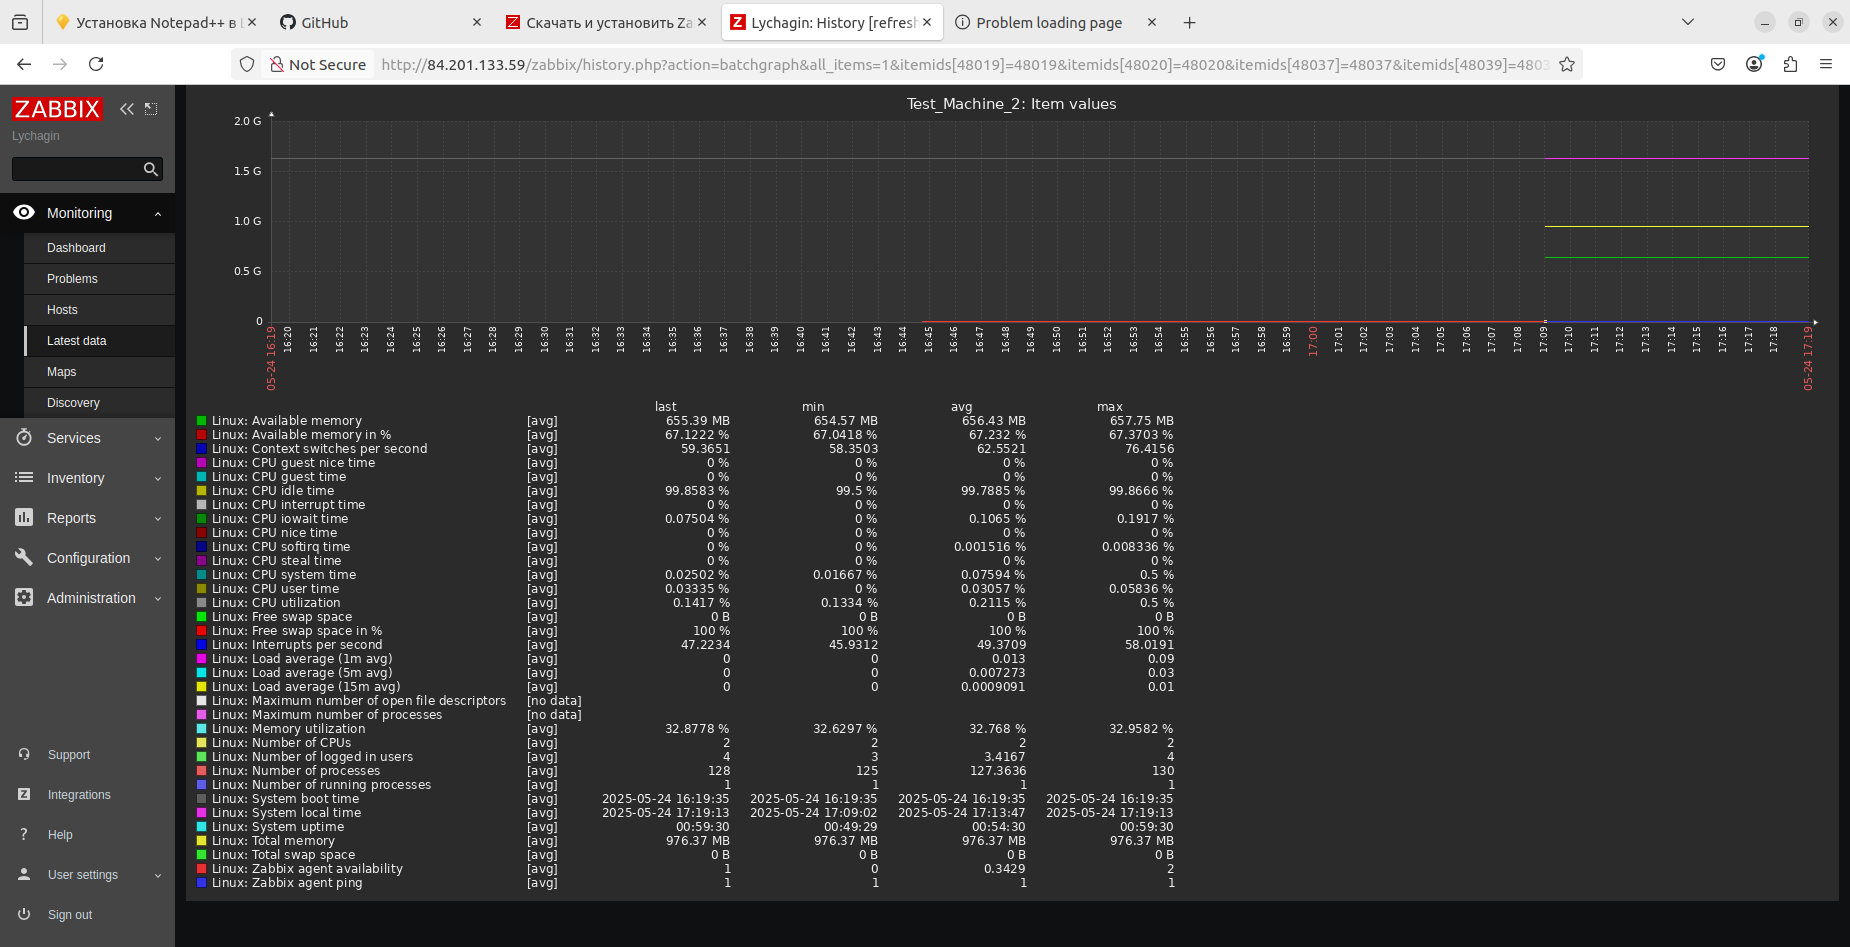 Установка Notepad++ в L
GitHub
Скачать и установить Za
Lychagin: History [refresh
Problem loading page
Not Secure
http://84.201.133.59/zabbix/history.php?action=batchgraph&all_items=1&itemids[48019]=48019&itemids[48020]=48020&itemids[48037]=48037&itemids[48039]=4803
ZABBIX
Lychagin
Monitoring
Dashboard
Problems
Hosts
Latest data
Maps
Discovery
Services
Inventory
Reports
Configuration
Administration
Support
Integrations
Help
User settings
Sign out
Test_Machine_2: Item values
2.0 G
1.5 G
1.0 G
0.5 G
0
05-24 16:19 16:20 16:21 16:22 16:23 16:24 16:25 16:26 16:27 16:28 16:29 16:30 16:31 16:32 16:33 16:34 16:35 16:36 16:37 16:38 16:39 16:40 16:41 16:42 16:43 16:44 16:45 16:46 16:47 16:48 16:49 16:50 16:51 16:52 16:53 16:54 16:55 16:56 16:57 16:58 16:59 17:00 17:01 17:02 17:03 17:04 17:05 17:06 17:07 17:08 17:09 17:10 17:11 17:12 17:13 17:14 17:15 17:16 17:17 17:18 05-24 17:19
last min avg max
Linux: Available memory [avg] 655.39 MB 654.57 MB 656.43 MB 657.75 MB
Linux: Available memory in % [avg] 67.1222 % 67.0418 % 67.232 % 67.3703 %
Linux: Context switches per second [avg] 59.3651 58.3503 62.5521 76.4156
Linux: CPU guest nice time [avg] 0 % 0 % 0 % 0 %
Linux: CPU guest time [avg] 0 % 0 % 0 % 0 %
Linux: CPU idle time [avg] 99.8583 % 99.5 % 99.7885 % 99.8666 %
Linux: CPU interrupt time [avg] 0 % 0 % 0 % 0 %
Linux: CPU iowait time [avg] 0.07504 % 0 % 0.1065 % 0.1917 %
Linux: CPU nice time [avg] 0 % 0 % 0 % 0 %
Linux: CPU softirq time [avg] 0 % 0 % 0.001516 % 0.008336 %
Linux: CPU steal time [avg] 0 % 0 % 0 % 0 %
Linux: CPU system time [avg] 0.02502 % 0.01667 % 0.07594 % 0.5 %
Linux: CPU user time [avg] 0.03335 % 0 % 0.03057 % 0.05836 %
Linux: CPU utilization [avg] 0.1417 % 0.1334 % 0.2115 % 0.5 %
Linux: Free swap space [avg] 0 B 0 B 0 B 0 B
Linux: Free swap space in % [avg] 100 % 100 % 100 % 100 %
Linux: Interrupts per second [avg] 47.2234 45.9312 49.3709 58.0191
Linux: Load average (1m avg) [avg] 0 0 0.013 0.09
Linux: Load average (5m avg) [avg] 0 0 0.007273 0.03
Linux: Load average (15m avg) [avg] 0 0 0.0009091 0.01
Linux: Maximum number of open file descriptors [no data]
Linux: Maximum number of processes [no data]
Linux: Memory utilization [avg] 32.8778 % 32.6297 % 32.768 % 32.9582 %
Linux: Number of CPUs [avg] 2 2 2 2
Linux: Number of logged in users [avg] 4 3 3.4167 4
Linux: Number of processes [avg] 128 125 127.3636 130
Linux: Number of running processes [avg] 1 1 1 1
Linux: System boot time [avg] 2025-05-24 16:19:35 2025-05-24 16:19:35 2025-05-24 16:19:35 2025-05-24 16:19:35
Linux: System local time [avg] 2025-05-24 17:19:13 2025-05-24 17:09:02 2025-05-24 17:13:47 2025-05-24 17:19:13
Linux: System uptime [avg] 00:59:30 00:49:29 00:54:30 00:59:30
Linux: Total memory [avg] 976.37 MB 976.37 MB 976.37 MB 976.37 MB
Linux: Total swap space [avg] 0 B 0 B 0 B 0 B
Linux: Zabbix agent availability [avg] 1 0 0.3429 2
Linux: Zabbix agent ping [avg] 1 1 1 1